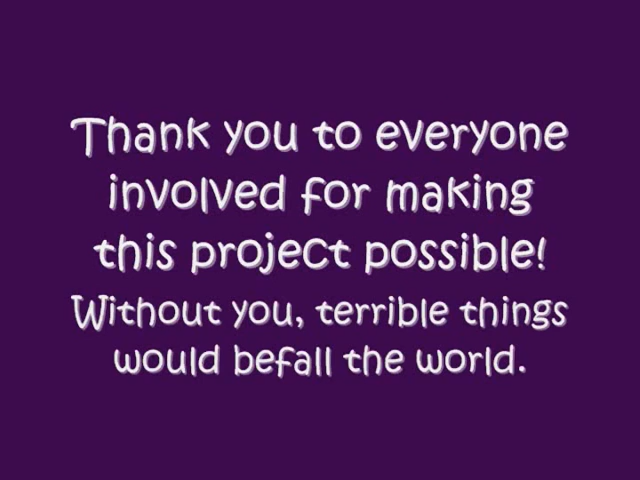 Thank you to everyone
involved for making
this project possible!
Without you, terrible things
would befall the world.